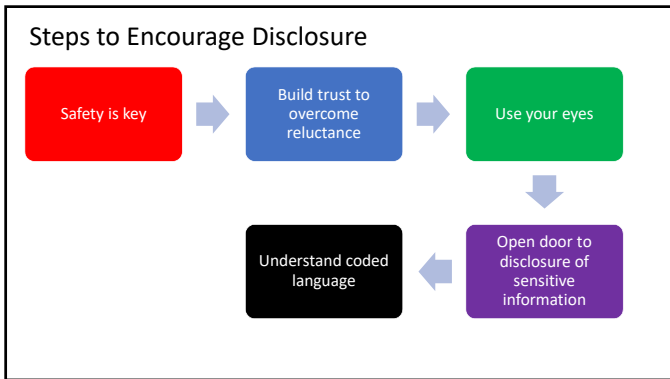 Steps to Encourage Disclosure
Safety is key
Build trust to
overcome
reluctance
Use your eyes
Open door to
disclosure of
sensitive
information
Understand coded
language